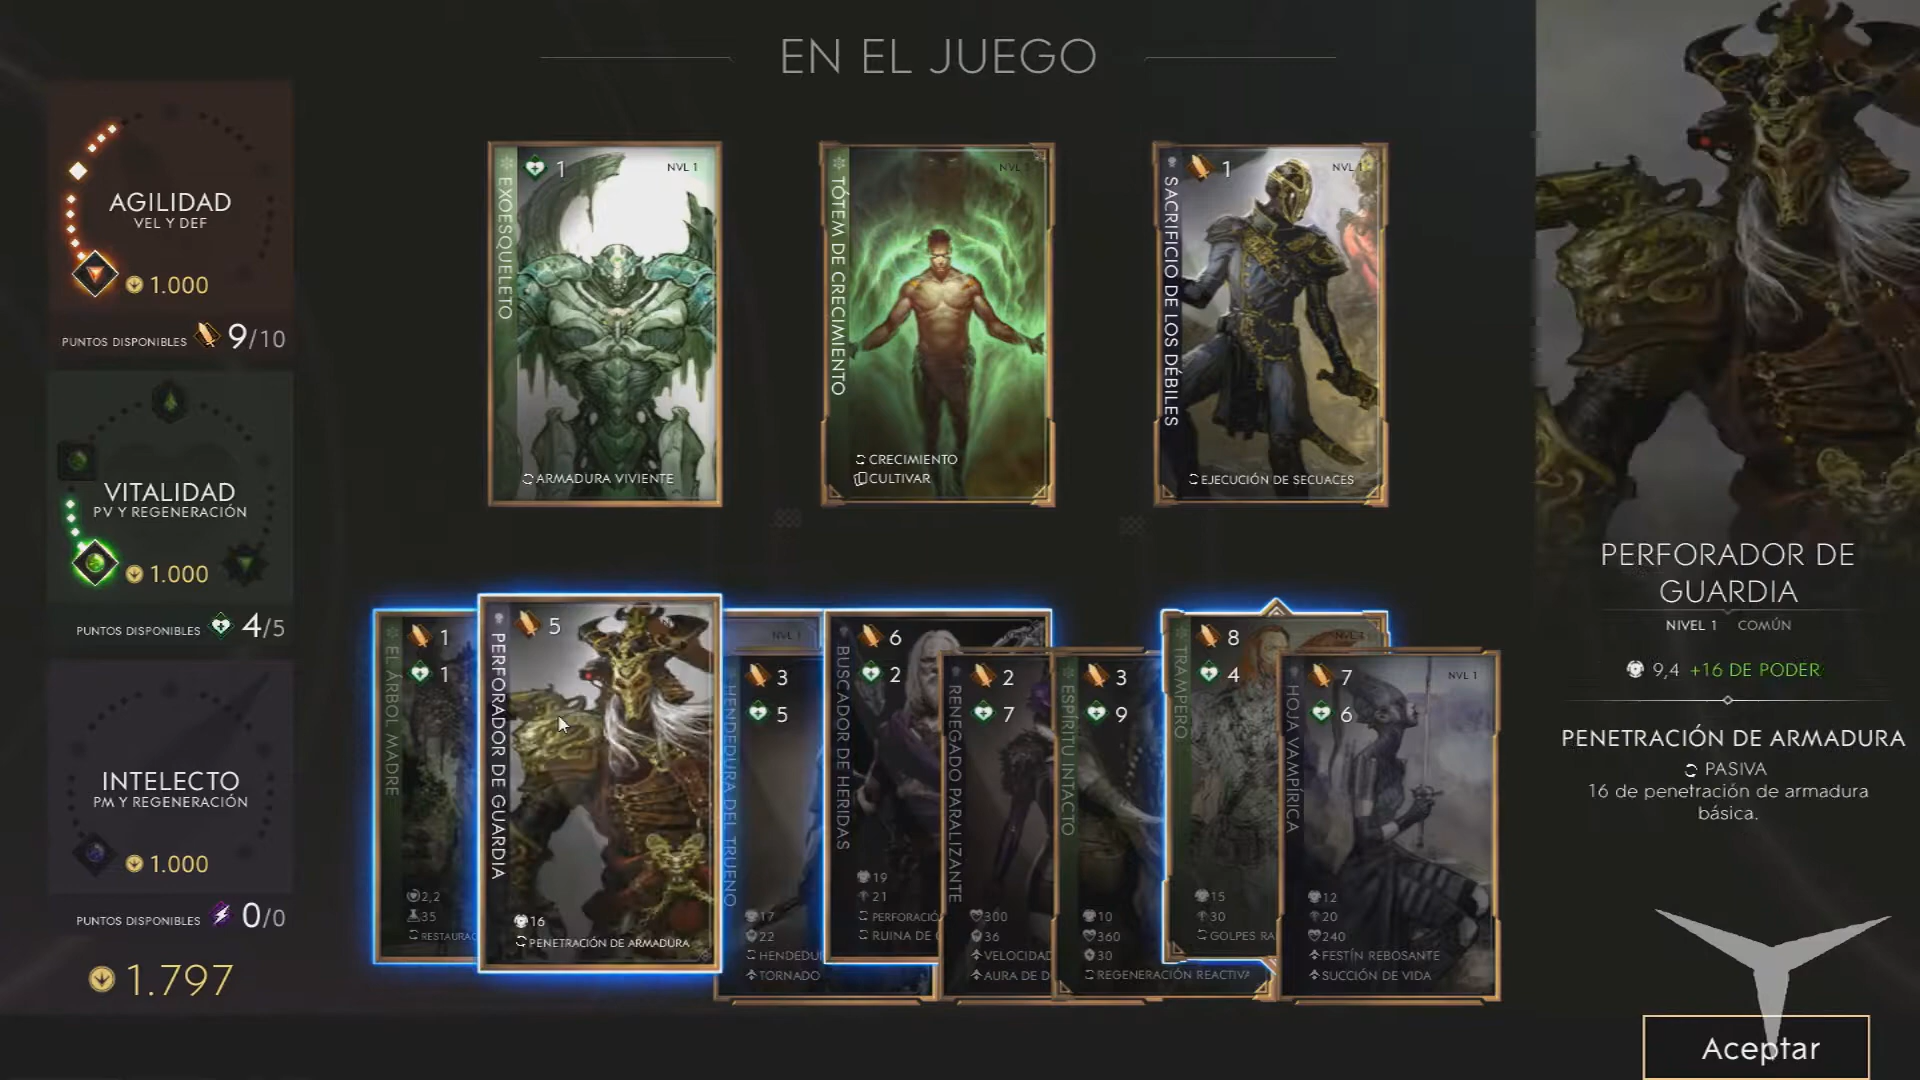 EN EL JUEGO
AGILIDAD
VEL Y DEF
1.000
PUNTOS DISPONIBLES 9/10
VITALIDAD
PV Y REGENERACIÓN
1.000
PUNTOS DISPONIBLES 4/5
INTELECTO
PM Y REGENERACIÓN
1.000
PUNTOS DISPONIBLES 0/0
1.797
1
NVL 1
EXOESQUELETO
ARMADURA VIVIENTE
TÓTEM DE CRECIMIENTO
CRECIMIENTO
CULTIVAR
1
SACRIFICIO DE LOS DÉBILES
EJECUCIÓN DE SECUACES
1
1
EL ÁRBOL MADRE
2,2
35
5
PERFORADOR DE GUARDIA
16
PENETRACIÓN DE ARMADURA
NVL 1
3
5
HENDEDURA DEL TRUENO
17
22
TORNADO
6
2
BUSCADOR DE HERIDAS
19
21
RUINA DE
2
7
RENEGADO PARALIZANTE
300
36
VELOCIDAD
AURA DE D
3
9
ESPÍRITU INTACTO
10
360
30
REGENERACIÓN REACTIVA
8
4
TRAMPERO
15
30
GOLPES RA
7
6
NVL 1
HOJA VAMPÍRICA
12
20
240
FESTÍN REBOSANTE
SUCCIÓN DE VIDA
PERFORADOR DE
GUARDIA
NIVEL 1 COMÚN
9,4 +16 DE PODER
PENETRACIÓN DE ARMADURA
PASIVA
16 de penetración de armadura
básica.
Aceptar